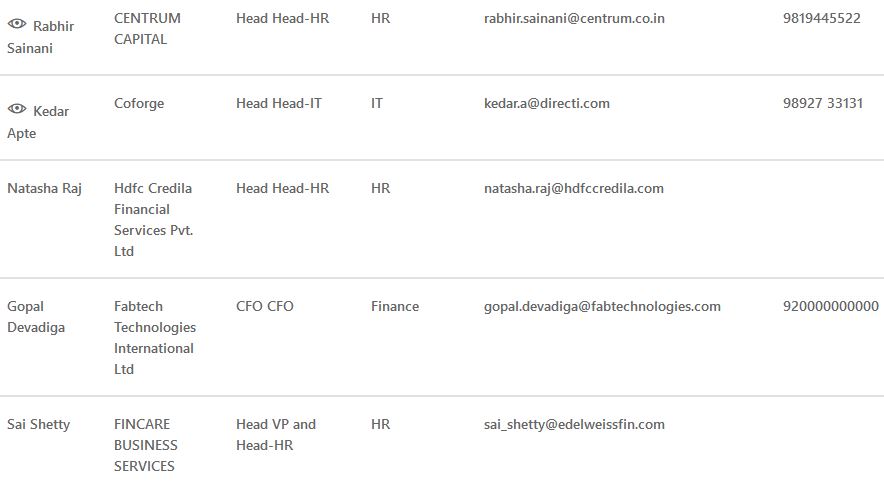 Rabhir Sainani CENTRUM CAPITAL Head Head-HR HR rabhir.sainani@centrum.co.in 9819445522
Kedar Apte Coforge Head Head-IT IT kedar.a@directi.com 98927 33131
Natasha Raj Hdfc Credila Financial Services Pvt. Ltd Head Head-HR HR natasha.raj@hdfccredila.com
Gopal Devadiga Fabtech Technologies International Ltd CFO CFO Finance gopal.devadiga@fabtechnologies.com 920000000000
Sai Shetty FINCARE BUSINESS SERVICES Head VP and Head-HR HR sai_shetty@edelweissfin.com